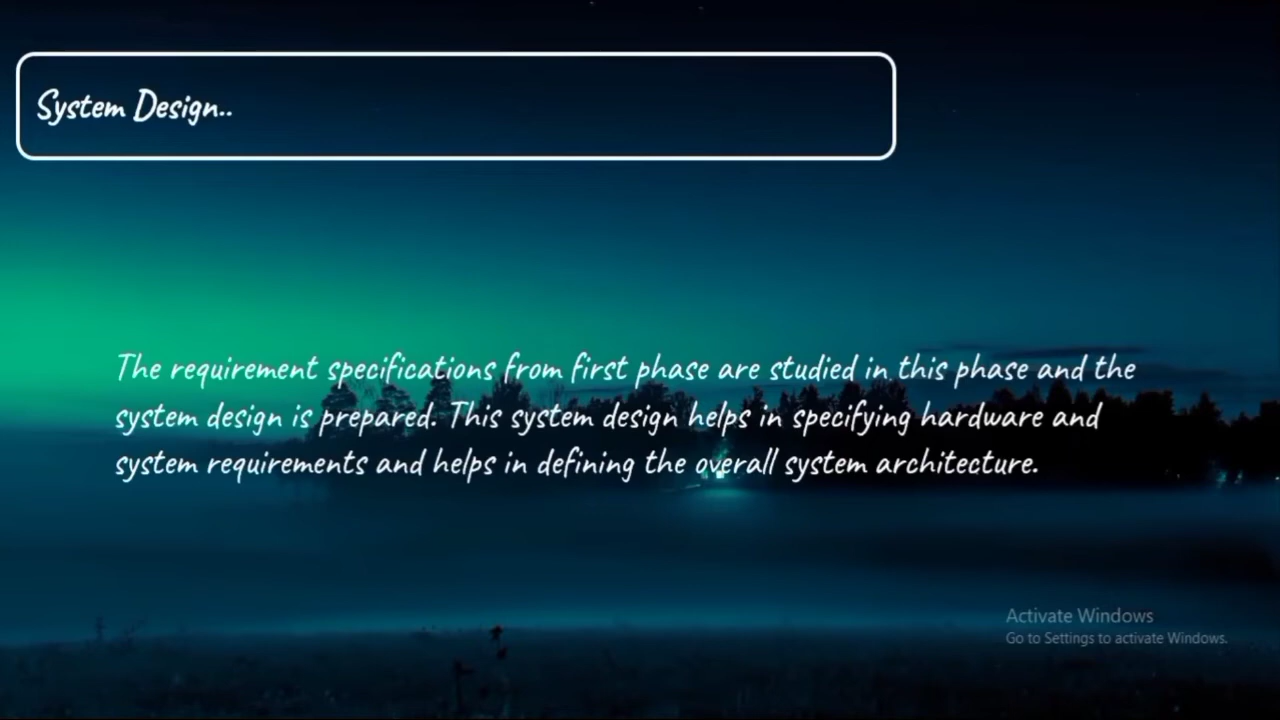 System Design..
The requirement specifications from first phase are studied in this phase and the
system design is prepared. This system design helps in specifying hardware and
system requirements and helps in defining the overall system architecture.
Activate Windows
Go to Settings to activate Windows.